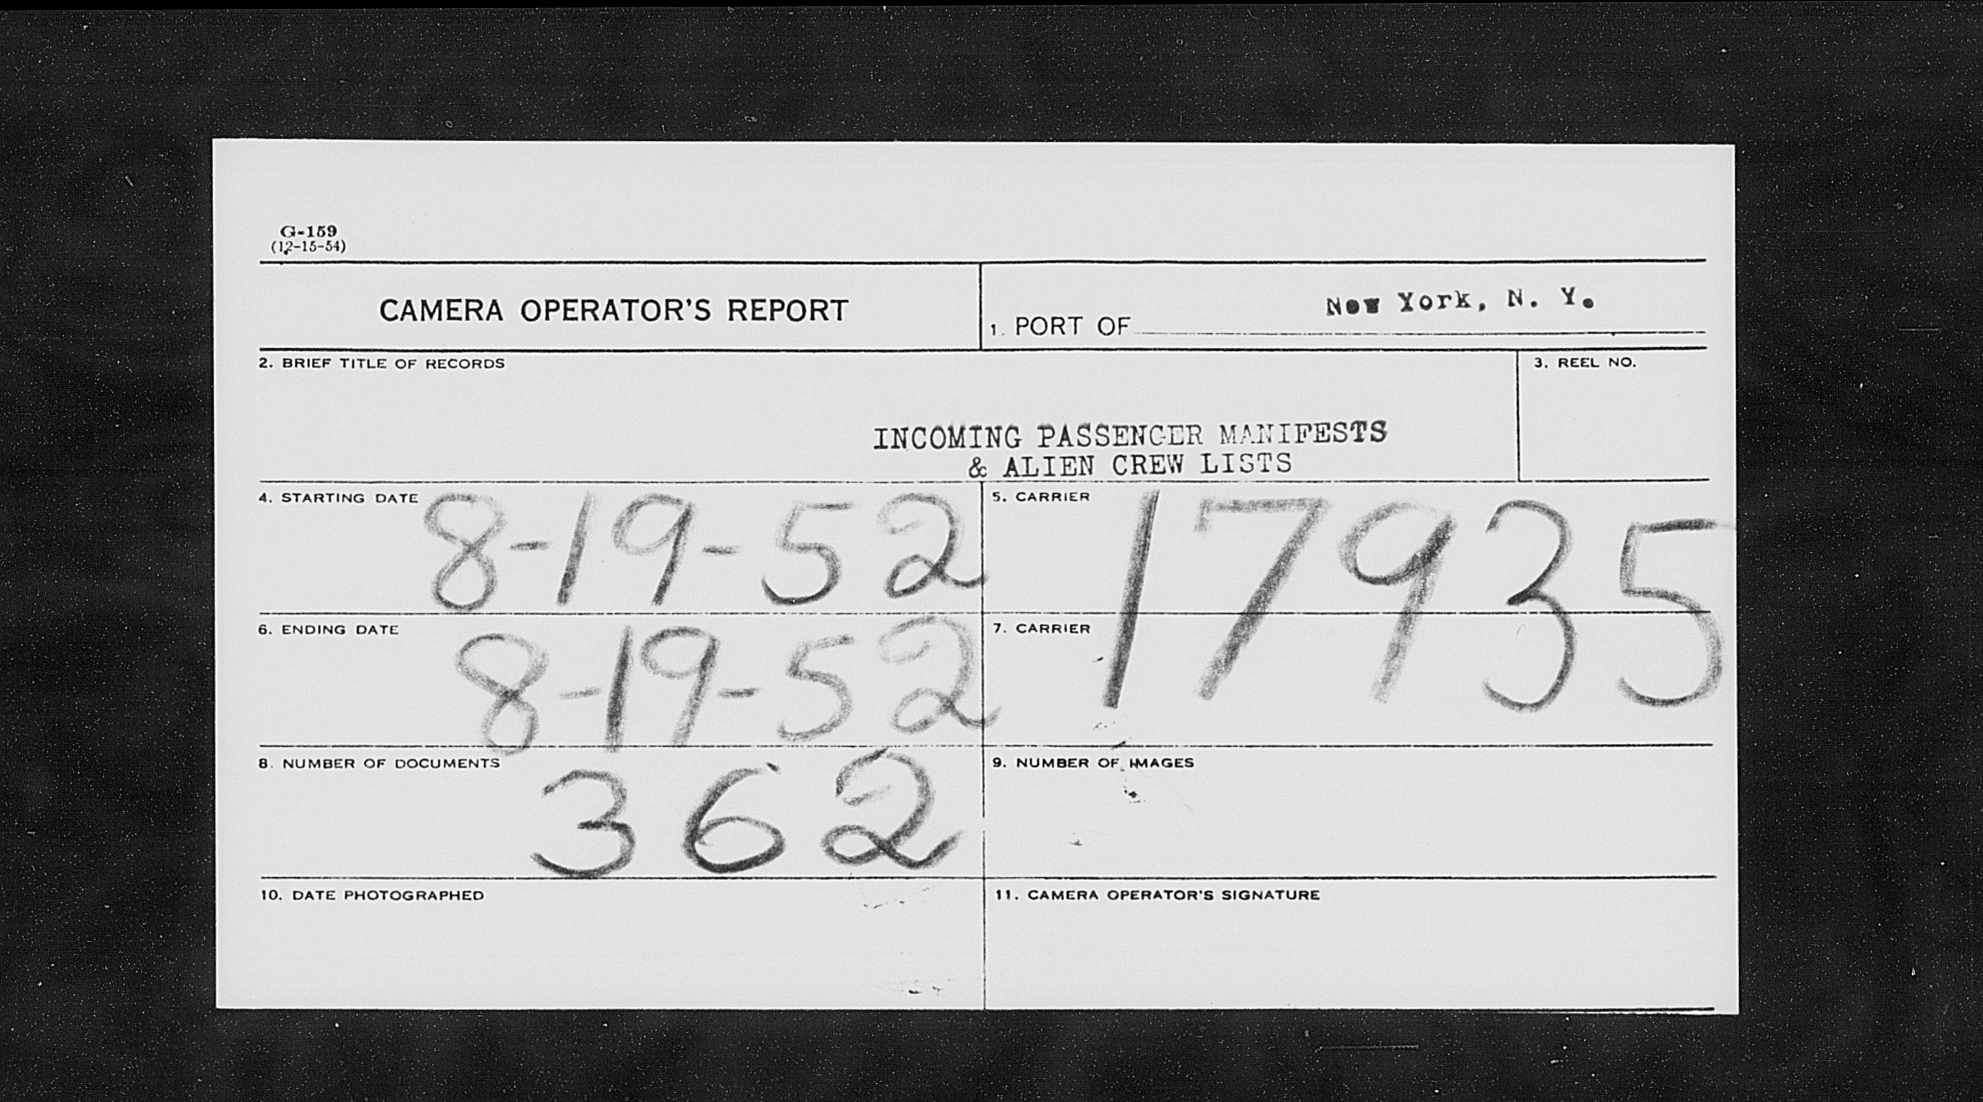 G-159
(12-15-54)
CAMERA OPERATOR'S REPORT
1. PORT OF New York, N. Y.
2. BRIEF TITLE OF RECORDS
INCOMING PASSENGER MANIFESTS
& ALIEN CREW LISTS
3. REEL NO.
4. STARTING DATE 8-19-52
5. CARRIER 17935
6. ENDING DATE 8-19-52
7. CARRIER
8. NUMBER OF DOCUMENTS 362
9. NUMBER OF IMAGES
10. DATE PHOTOGRAPHED
11. CAMERA OPERATOR'S SIGNATURE